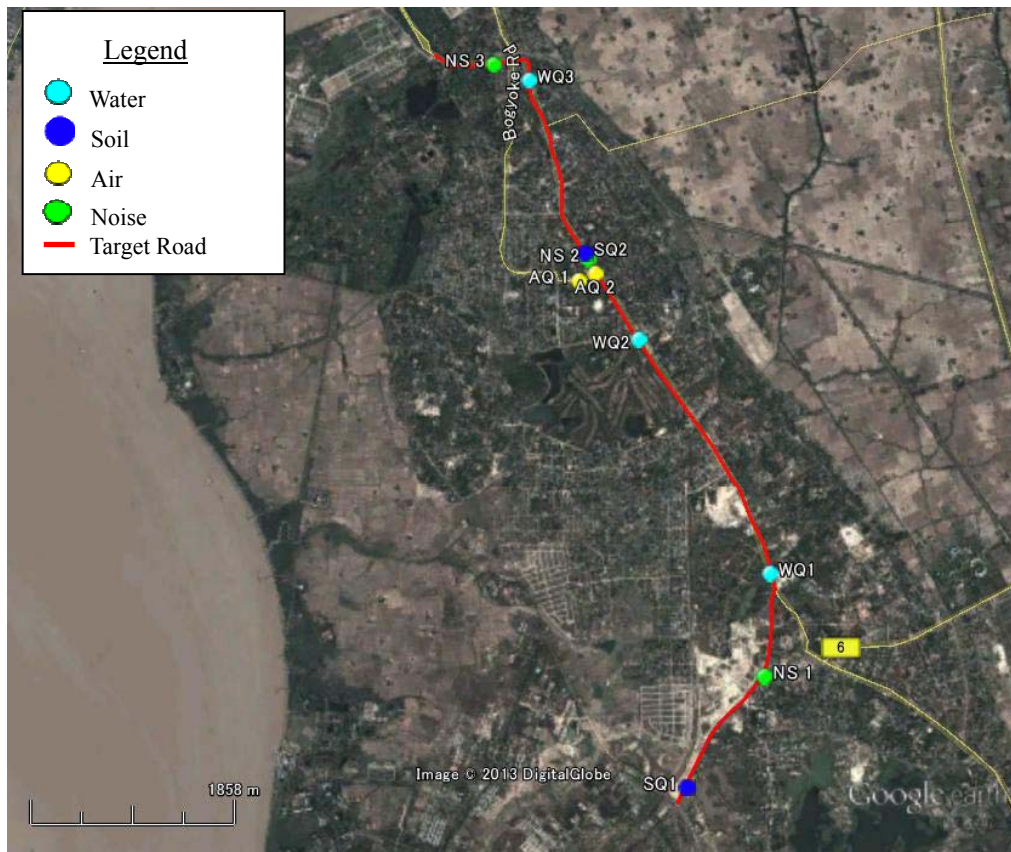 Legend
Water
Soil
Air
Noise
Target Road
NS 3
WQ3
Bogyoke Rd
NS 2
SQ2
AQ 1
AQ 2
WQ2
WQ1
6
NS 1
Image © 2013 DigitalGlobe
SQ1
1858 m
Google earth